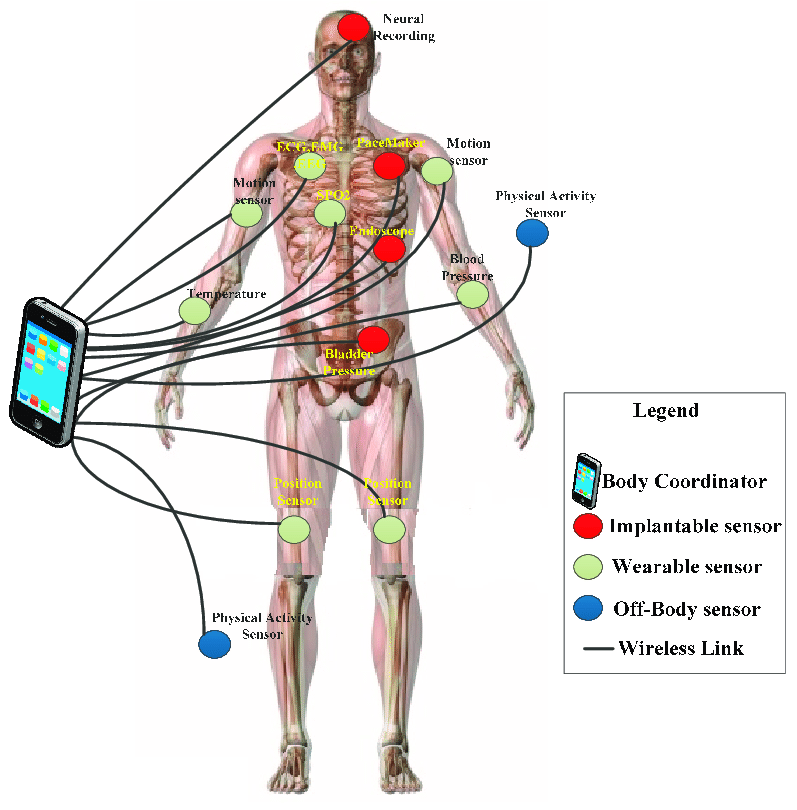 Neural
Recording
ECG,EMG
PaceMaker
Motion
sensor
Motion
sensor
SPO2
Physical Activity
Sensor
Endoscope
Blood
Pressure
Temperature
Bladder
Pressure
Legend
Body Coordinator
Implantable sensor
Wearable sensor
Off-Body sensor
Wireless Link
Position
Sensor
Position
Sensor
Physical Activity
Sensor